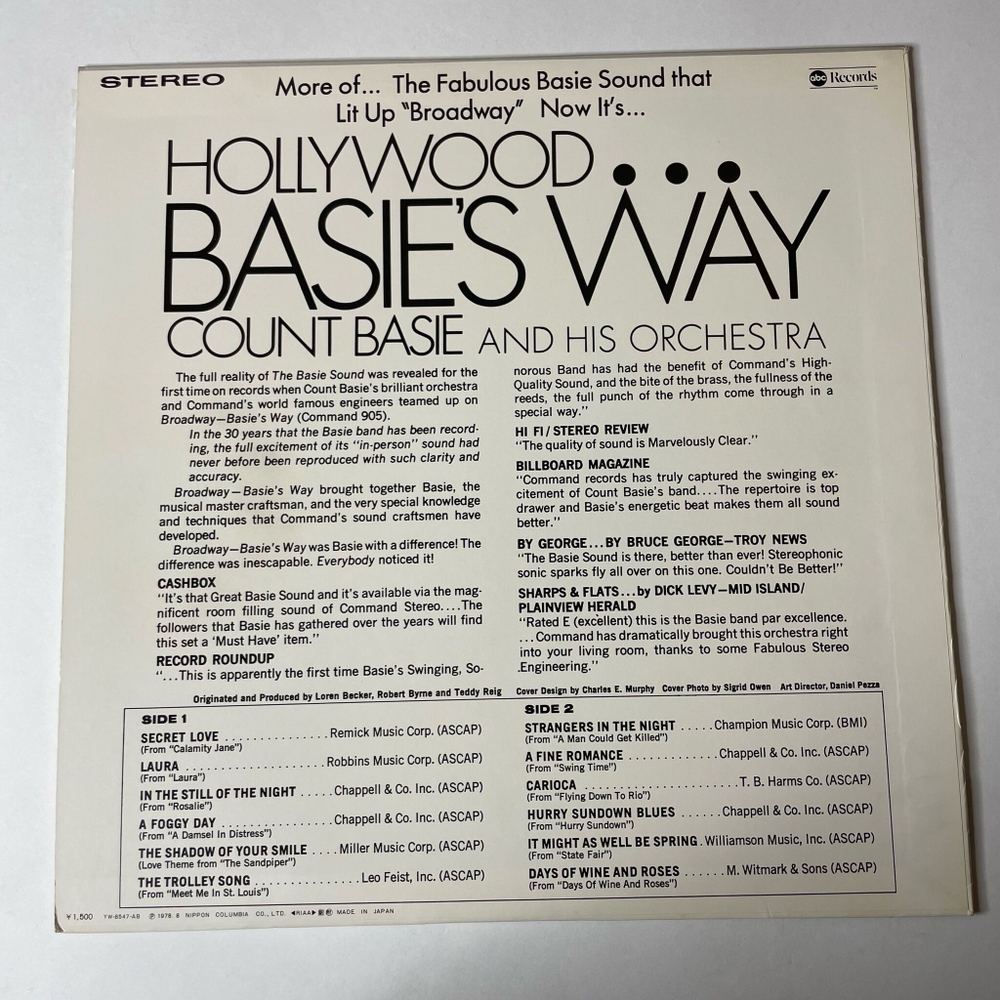 STEREO
More of... The Fabulous Basie Sound that
Lit Up "Broadway" Now It's...
abc Records
HOLLYWOOD...
BASIE'S WAY
COUNT BASIE AND HIS ORCHESTRA
The full reality of The Basie Sound was revealed for the
first time on records when Count Basie's brilliant orchestra
and Command's world famous engineers teamed up on
Broadway—Basie's Way (Command 905).
In the 30 years that the Basie band has been record-
ing, the full excitement of its "in-person" sound had
never before been reproduced with such clarity and
accuracy.
Broadway—Basie's Way brought together Basie, the
musical master craftsman, and the very special knowledge
and techniques that Command's sound craftsmen have
developed.
Broadway—Basie's Way was Basie with a difference! The
difference was inescapable. Everybody noticed it!
CASHBOX
"It's that Great Basie Sound and it's available via the mag-
nificent room filling sound of Command Stereo....The
followers that Basie has gathered over the years will find
this set a 'Must Have' item."
RECORD ROUNDUP
"...This is apparently the first time Basie's Swinging, So-
norous Band has had the benefit of Command's High-
Quality Sound, and the bite of the brass, the fullness of the
reeds, the full punch of the rhythm come through in a
special way."
HI FI/STEREO REVIEW
"The quality of sound is Marvelously Clear."
BILLBOARD MAGAZINE
"Command records has truly captured the swinging ex-
citement of Count Basie's band....The repertoire is top
drawer and Basie's energetic beat makes them all sound
better."
BY GEORGE...BY BRUCE GEORGE—TROY NEWS
"The Basie Sound is there, better than ever! Stereophonic
sonic sparks fly all over on this one. Couldn't Be Better!"
SHARPS & FLATS...by DICK LEVY—MID ISLAND/
PLAINVIEW HERALD
"Rated E (excellent) this is the Basie band par excellence.
...Command has dramatically brought this orchestra right
into your living room, thanks to some Fabulous Stereo
.Engineering."
Originated and Produced by Loren Becker, Robert Byrne and Teddy Reig Cover Design by Charles E. Murphy Cover Photo by Sigrid Owen Art Director, Daniel Pezza
SIDE 1
SECRET LOVE ............... Remick Music Corp. (ASCAP)
(From "Calamity Jane")
LAURA .................... Robbins Music Corp. (ASCAP)
(From "Laura")
IN THE STILL OF THE NIGHT ..... Chappell & Co. Inc. (ASCAP)
(From "Rosalie")
A FOGGY DAY ............... Chappell & Co. Inc. (ASCAP)
(From "A Damsel In Distress")
THE SHADOW OF YOUR SMILE .... Miller Music Corp. (ASCAP)
(Love Theme from "The Sandpiper")
THE TROLLEY SONG ............... Leo Feist, Inc. (ASCAP)
(From "Meet Me In St. Louis")
SIDE 2
STRANGERS IN THE NIGHT ..... Champion Music Corp. (BMI)
(From "A Man Could Get Killed")
A FINE ROMANCE ............. Chappell & Co. Inc. (ASCAP)
(From "Swing Time")
CARIOCA ...................... T. B. Harms Co. (ASCAP)
(From "Flying Down To Rio")
HURRY SUNDOWN BLUES ...... Chappell & Co. Inc. (ASCAP)
(From "Hurry Sundown")
IT MIGHT AS WELL BE SPRING . Williamson Music, Inc. (ASCAP)
(From "State Fair")
DAYS OF WINE AND ROSES ...... M. Witmark & Sons (ASCAP)
(From "Days Of Wine And Roses")
¥1,500 YW-8547-AB ℗ 1978. 8 NIPPON COLUMBIA CO., LTD. ◀RIAA▶ MADE IN JAPAN